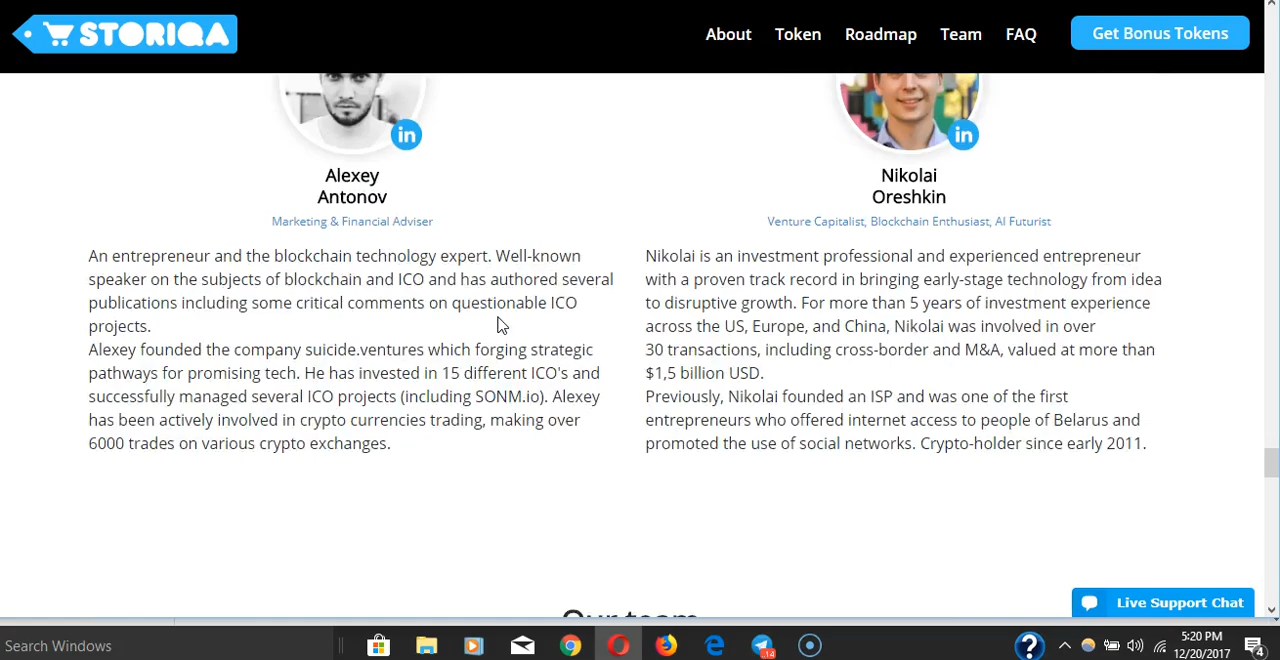 STORIQA
About Token Roadmap Team FAQ Get Bonus Tokens
in
in
Alexey
Antonov
Marketing & Financial Adviser
An entrepreneur and the blockchain technology expert. Well-known
speaker on the subjects of blockchain and ICO and has authored several
publications including some critical comments on questionable ICO
projects.
Alexey founded the company suicide.ventures which forging strategic
pathways for promising tech. He has invested in 15 different ICO's and
successfully managed several ICO projects (including SONM.io). Alexey
has been actively involved in crypto currencies trading, making over
6000 trades on various crypto exchanges.
Nikolai
Oreshkin
Venture Capitalist, Blockchain Enthusiast, AI Futurist
Nikolai is an investment professional and experienced entrepreneur
with a proven track record in bringing early-stage technology from idea
to disruptive growth. For more than 5 years of investment experience
across the US, Europe, and China, Nikolai was involved in over
30 transactions, including cross-border and M&A, valued at more than
$1,5 billion USD.
Previously, Nikolai founded an ISP and was one of the first
entrepreneurs who offered internet access to people of Belarus and
promoted the use of social networks. Crypto-holder since early 2011.
Our team
Live Support Chat
Search Windows
14
5:20 PM
12/20/2017
4